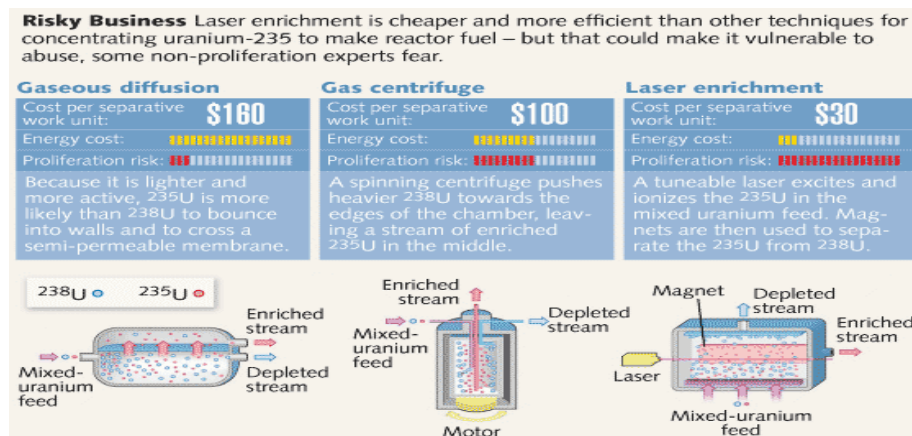 Risky Business Laser enrichment is cheaper and more efficient than other techniques for
concentrating uranium-235 to make reactor fuel – but that could make it vulnerable to
abuse, some non-proliferation experts fear.
Gaseous diffusion
Cost per separative
work unit:
$160
Energy cost:
Proliferation risk:
Because it is lighter and
more active, 235U is more
likely than 238U to bounce
into walls and to cross a
semi-permeable membrane.
Gas centrifuge
Cost per separative
work unit:
$100
Energy cost:
Proliferation risk:
A spinning centrifuge pushes
heavier 238U towards the
edges of the chamber, leav-
ing a stream of enriched
235U in the middle.
Laser enrichment
Cost per separative
work unit:
$30
Energy cost:
Proliferation risk:
A tuneable laser excites and
ionizes the 235U in the
mixed uranium feed. Mag-
nets are then used to sepa-
rate the 235U from 238U.
238U
235U
Enriched
stream
Mixed-
uranium
feed
Depleted
stream
Enriched
stream
Mixed-
uranium
feed
Depleted
stream
Motor
Magnet
Depleted
stream
Enriched
stream
Laser
Mixed-uranium
feed